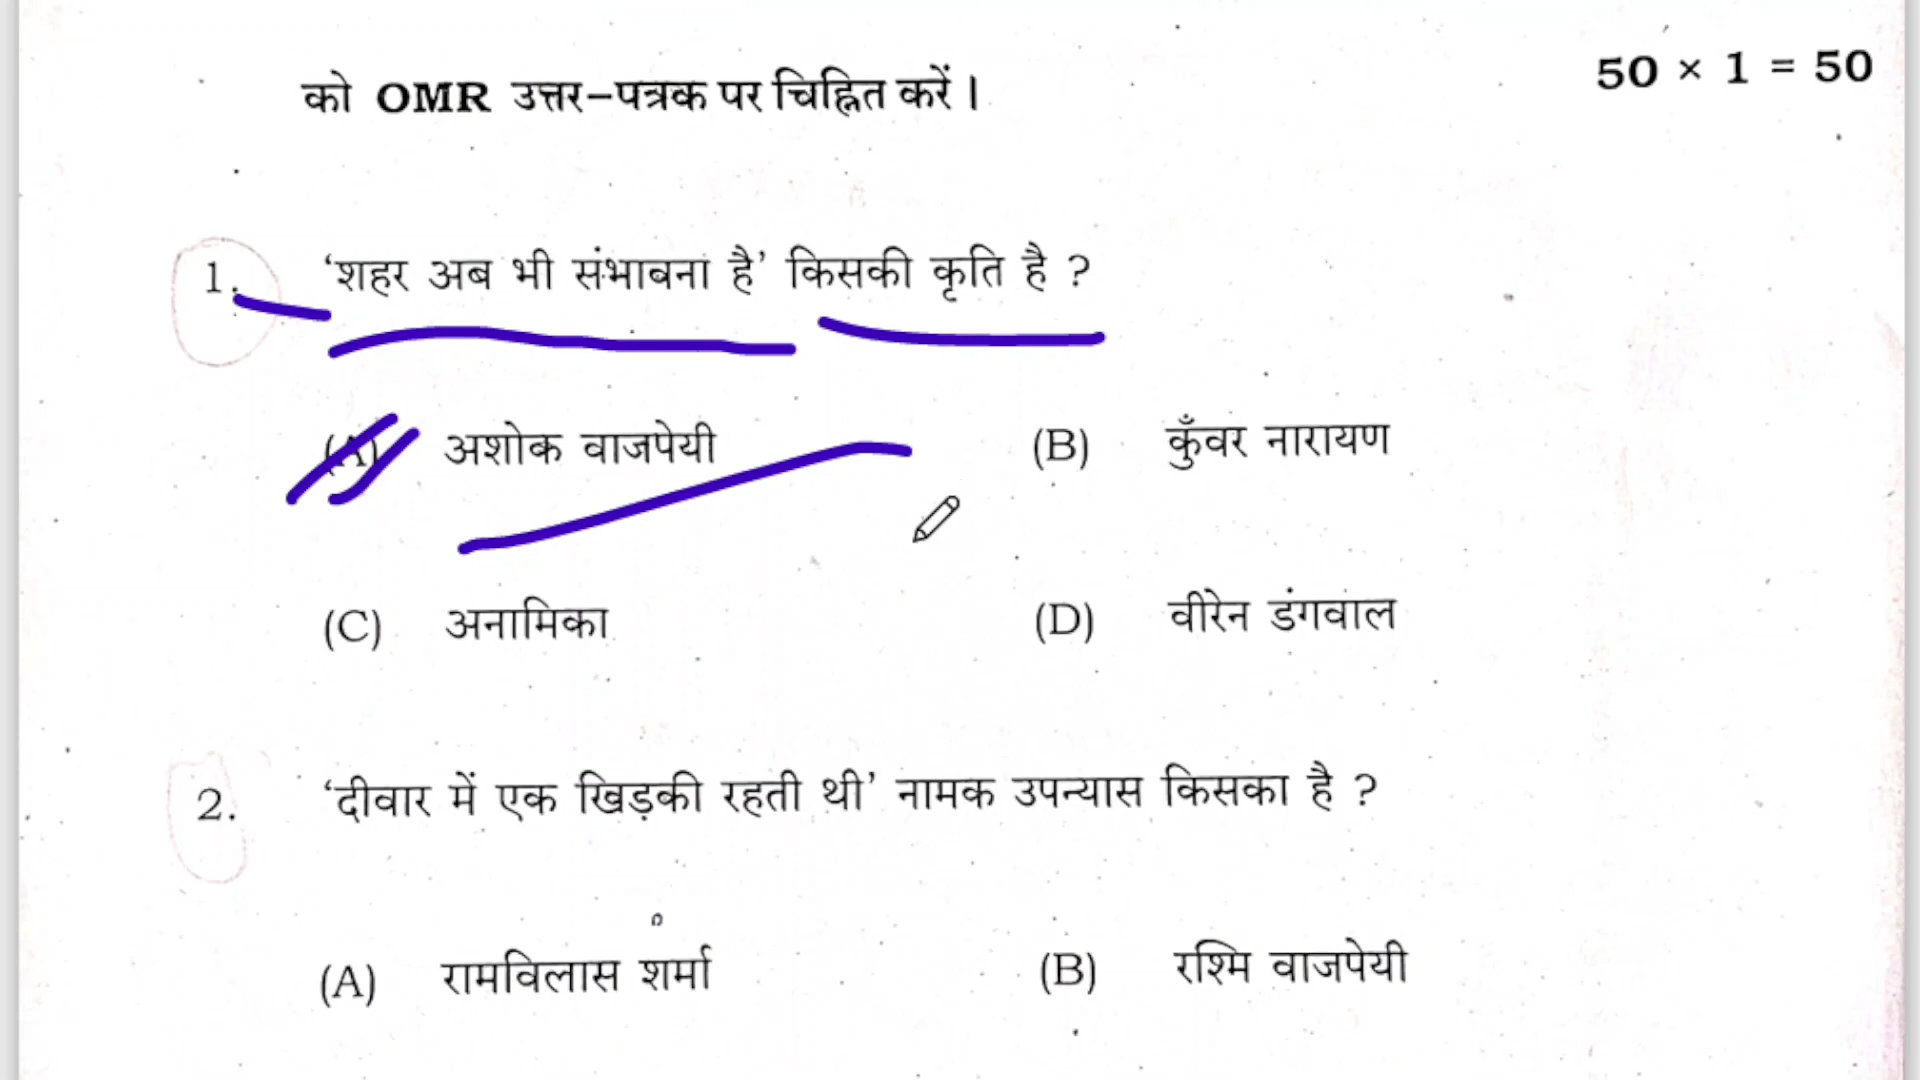 50 × 1 = 50
को OMR उत्तर–पत्रक पर चिह्नित करें ।
1. ‘शहर अब भी संभावना है’ किसकी कृति है ?
(A) अशोक वाजपेयी (B) कुँवर नारायण
(C) अनामिका (D) वीरेन डंगवाल
2. ‘दीवार में एक खिड़की रहती थी’ नामक उपन्यास किसका है ?
(A) रामविलास शर्मा (B) रश्मि वाजपेयी